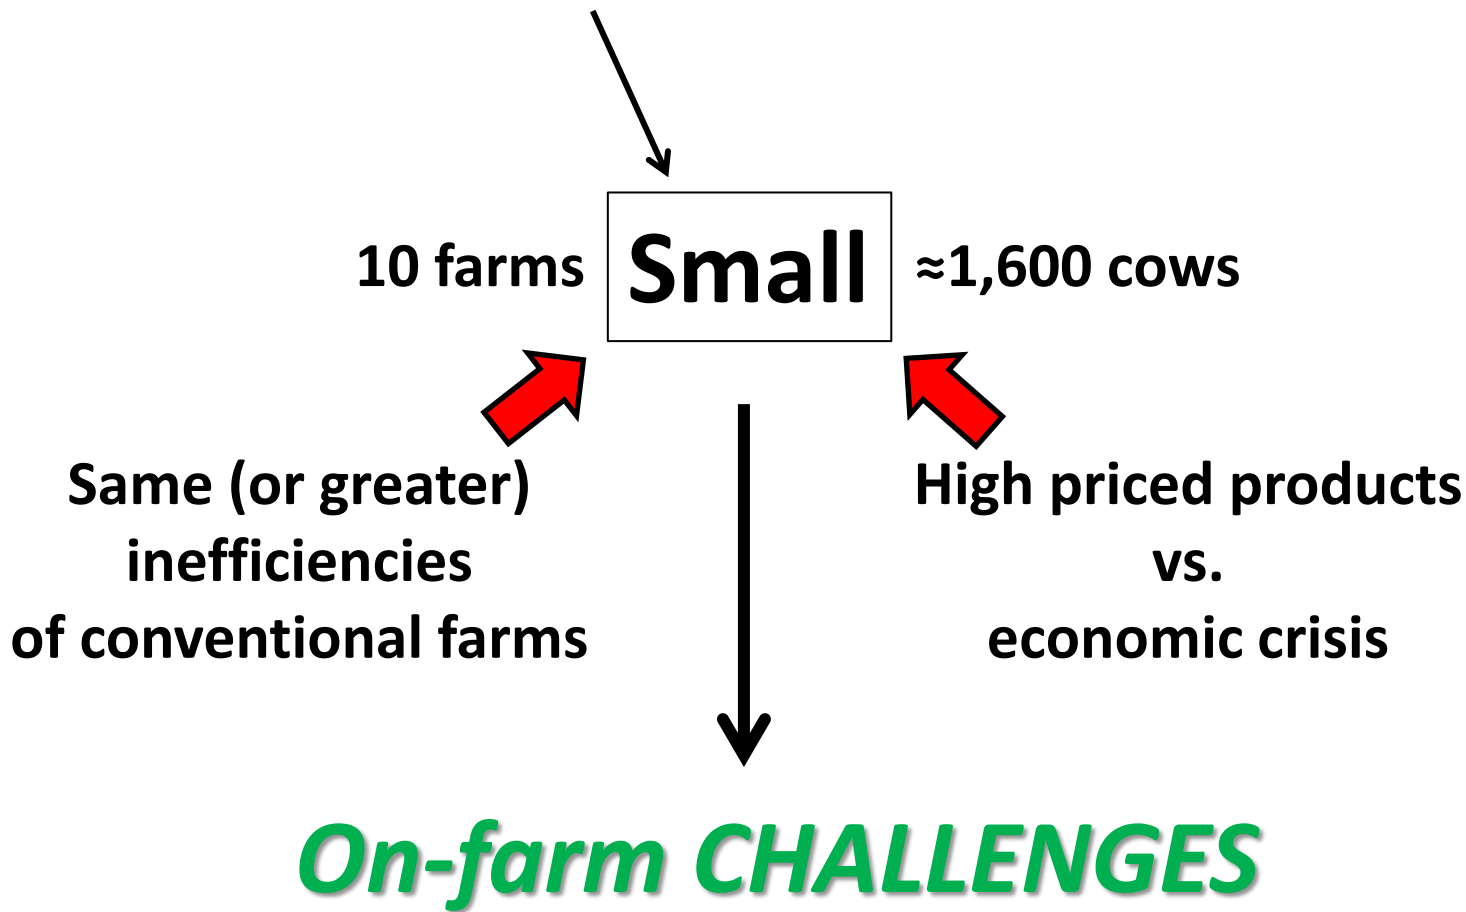 10 farms
Small
≈1,600 cows
Same (or greater)
inefficiencies
of conventional farms
High priced products
vs.
economic crisis
On-farm CHALLENGES